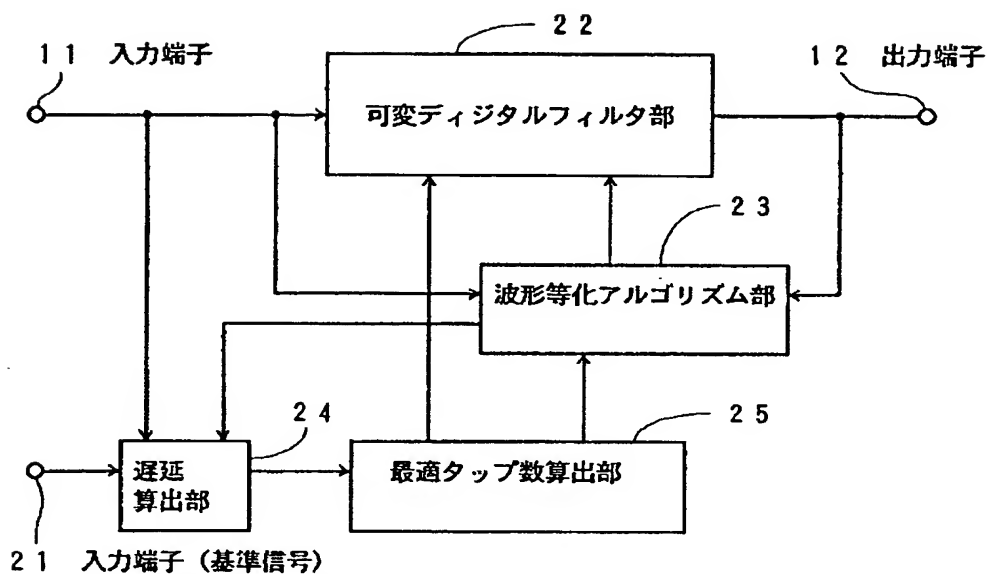 ２２
１１ 入力端子
１２ 出力端子
可変ディジタルフィルタ部
２３
波形等化アルゴリズム部
２４
２５
遅延
算出部
最適タップ数算出部
２１ 入力端子（基準信号）